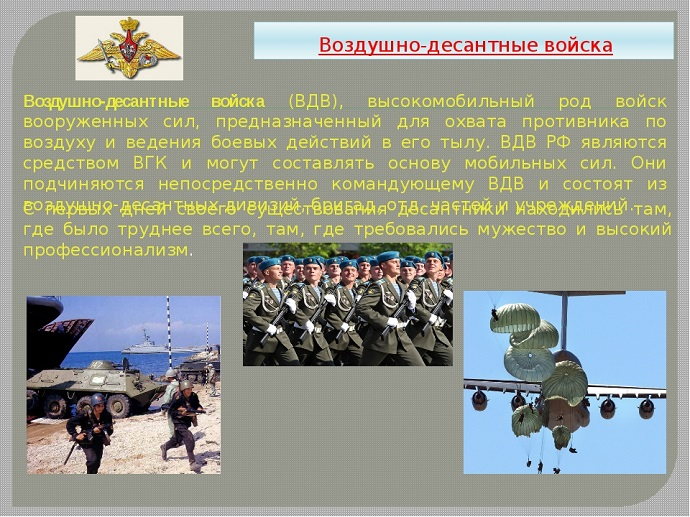 Воздушно-десантные войска
Воздушно-десантные войска (ВДВ), высокомобильный род войск
вооруженных сил, предназначенный для охвата противника по
воздуху и ведения боевых действий в его тылу. ВДВ РФ являются
средством ВГК и могут составлять основу мобильных сил. Они
подчиняются непосредственно командующему ВДВ и состоят из
воздушно-десантных дивизий, бригад, отд. частей и учреждений.
С первых дней своего существования десантники находились там,
где было труднее всего, там, где требовались мужество и высокий
профессионализм.